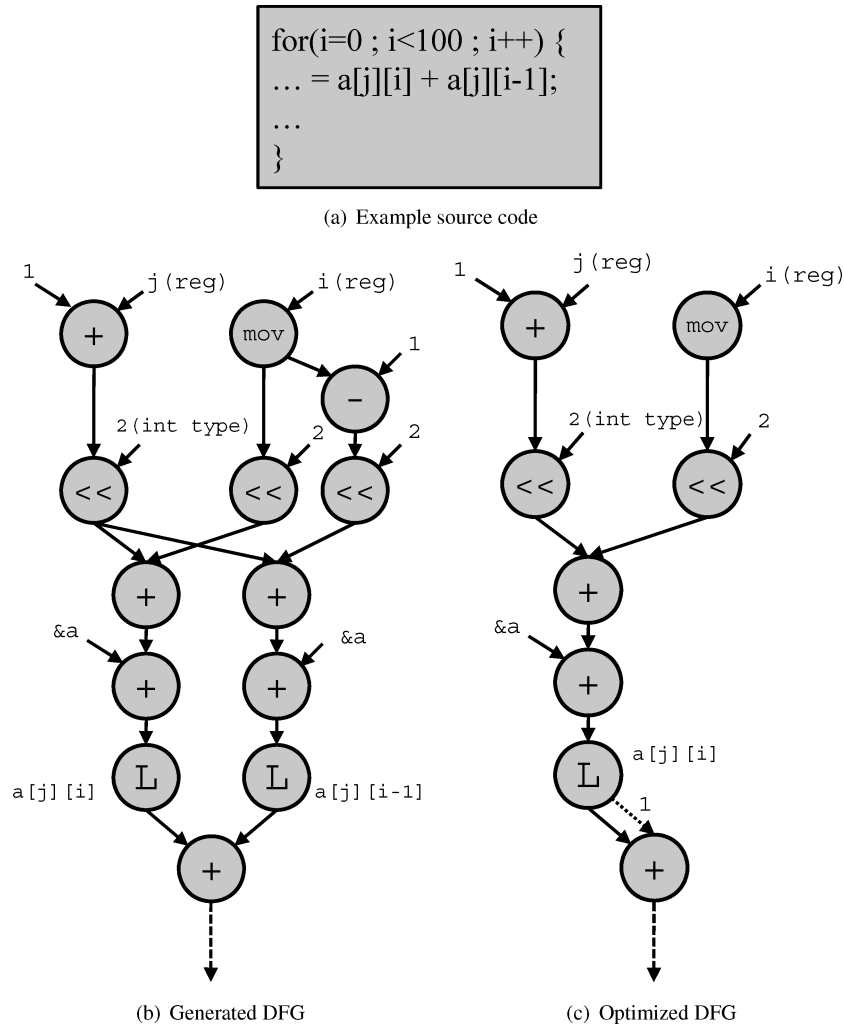 for(i=0 ; i<100 ; i++) {
… = a[j][i] + a[j][i-1];
…
}
(a) Example source code
1
j(reg)
i(reg)
+
mov
1
-
2(int type)
2
2
<<
<<
<<
+
+
&a
&a
+
+
L
L
a[j][i]
a[j][i-1]
+
(b) Generated DFG
1
j(reg)
i(reg)
+
mov
2(int type)
2
<<
<<
+
&a
+
a[j][i]
L
1
+
(c) Optimized DFG